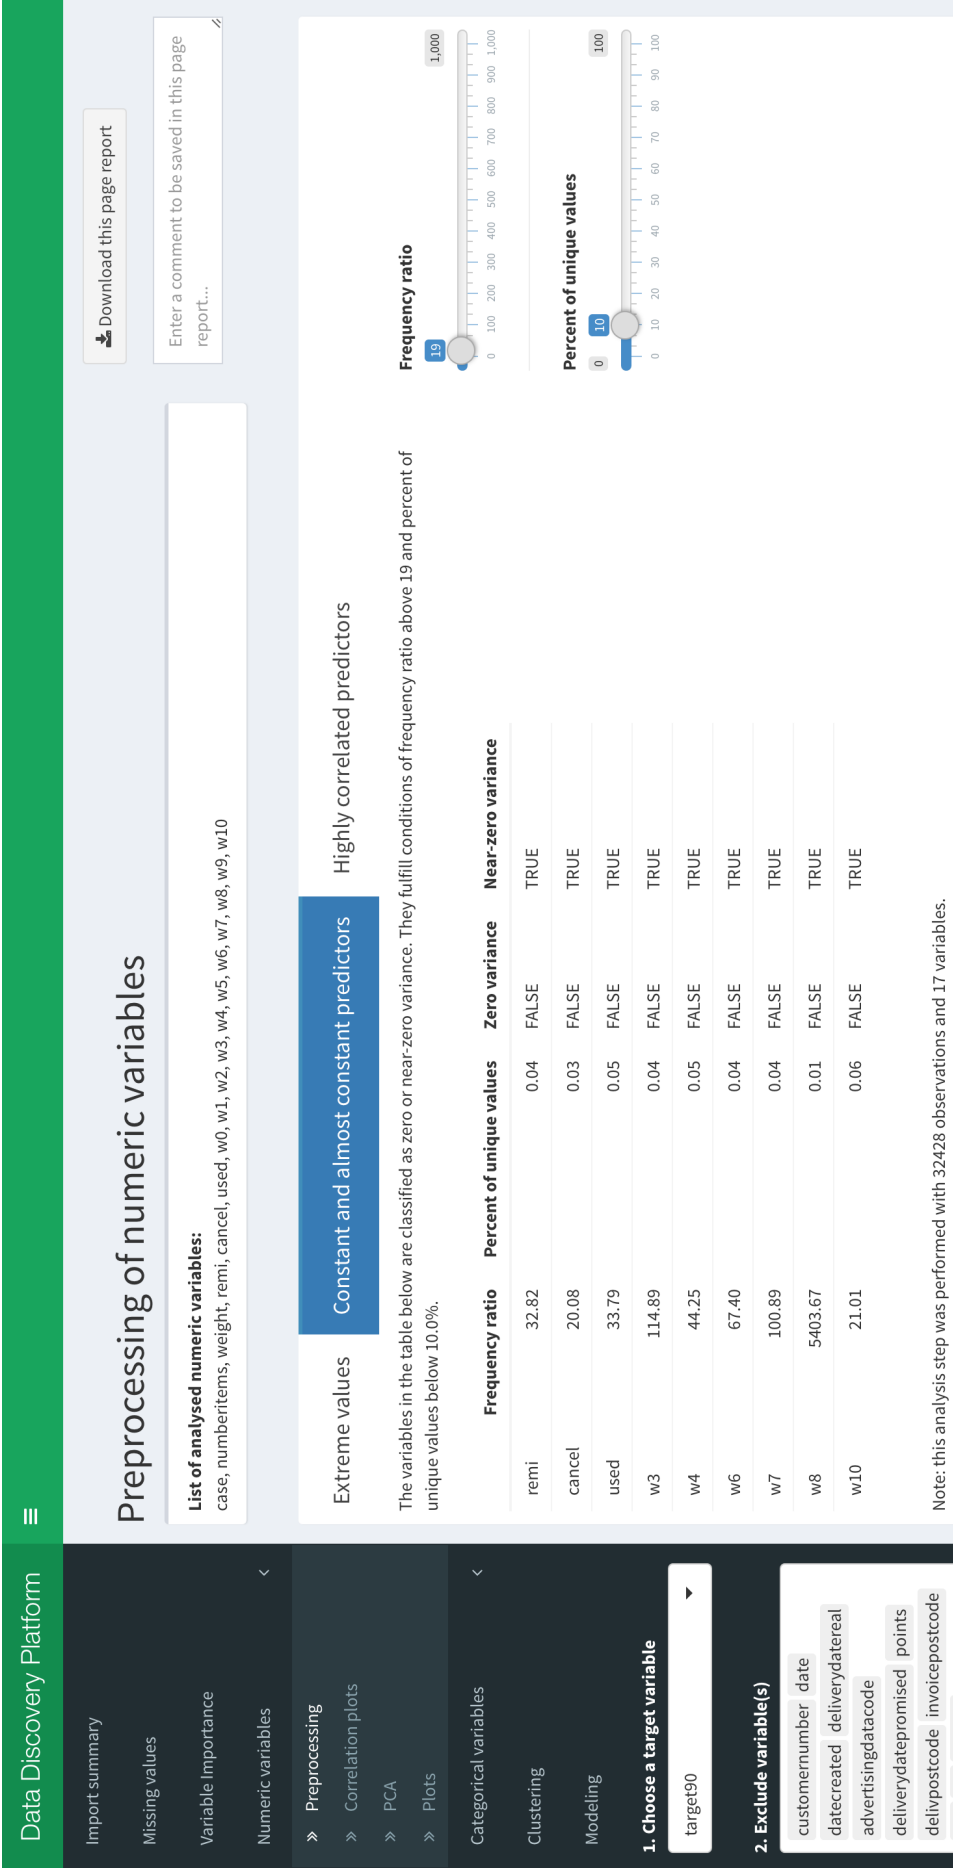 Data Discovery Platform
Import summary
Missing values
Variable Importance
Numeric variables
» Preprocessing
» Correlation plots
» PCA
» Plots
Categorical variables
Clustering
Modeling
1. Choose a target variable
target90
2. Exclude variable(s)
customernumber date
datecreated deliverydatereal
advertisingdatacode
deliverydatepromised points
delivpostcode invoicepostcode
Preprocessing of numeric variables
Download this page report
List of analysed numeric variables:
case, numberitems, weight, remi, cancel, used, w0, w1, w2, w3, w4, w5, w6, w7, w8, w9, w10
Enter a comment to be saved in this page
report...
Extreme values
Constant and almost constant predictors
Highly correlated predictors
The variables in the table below are classified as zero or near-zero variance. They fulfill conditions of frequency ratio above 19 and percent of
unique values below 10.0%.
Frequency ratio Percent of unique values Zero variance Near-zero variance
remi 32.82 0.04 FALSE TRUE
cancel 20.08 0.03 FALSE TRUE
used 33.79 0.05 FALSE TRUE
w3 114.89 0.04 FALSE TRUE
w4 44.25 0.05 FALSE TRUE
w6 67.40 0.04 FALSE TRUE
w7 100.89 0.04 FALSE TRUE
w8 5403.67 0.01 FALSE TRUE
w10 21.01 0.06 FALSE TRUE
Note: this analysis step was performed with 32428 observations and 17 variables.
Frequency ratio
19 1,000
0 100 200 300 400 500 600 700 800 900 1,000
Percent of unique values
0 10 100
0 10 20 30 40 50 60 70 80 90 100